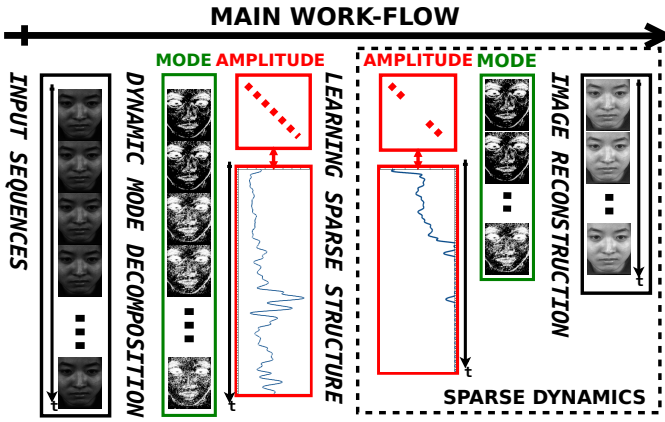 MAIN WORK-FLOW
INPUT SEQUENCES
t
DYNAMIC MODE DECOMPOSITION
MODE
AMPLITUDE
t
LEARNING SPARSE STRUCTURE
AMPLITUDE
t
MODE
IMAGE RECONSTRUCTION
t
SPARSE DYNAMICS